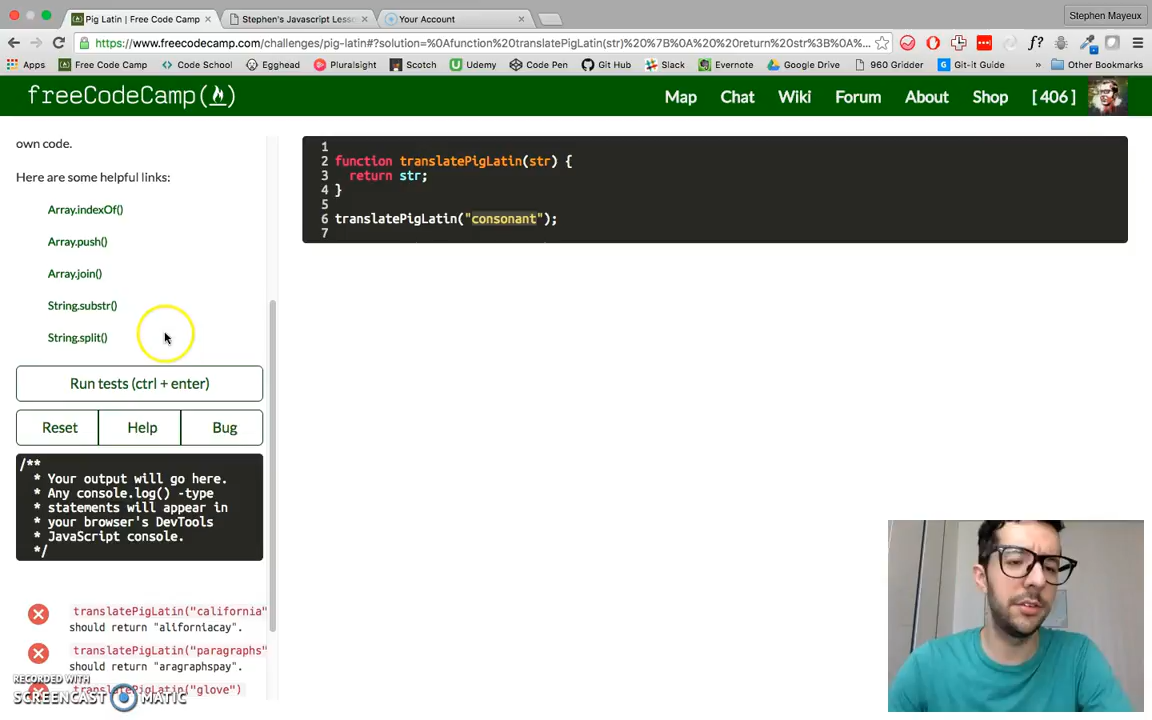 Pig Latin | Free Code Camp
Stephen's Javascript Less
Your Account
Stephen Mayeux
https://www.freecodecamp.com/challenges/pig-latin#?solution=%0Afunction%20translatePigLatin(str)%20%7B%0A%20%20return%20str%3B%0A%...
f?
Apps
Free Code Camp
Code School
Egghead
Pluralsight
Scotch
Udemy
Code Pen
Git Hub
Slack
Evernote
Google Drive
960 Gridder
Git-it Guide
»
Other Bookmarks
freeCodeCamp
Map
Chat
Wiki
Forum
About
Shop
[ 406 ]
own code.
Here are some helpful links:
Array.indexOf()
Array.push()
Array.join()
String.substr()
String.split()
Run tests (ctrl + enter)
Reset
Help
Bug
/**
* Your output will go here.
* Any console.log() -type
* statements will appear in
* your browser's DevTools
* JavaScript console.
*/
translatePigLatin("california"
should return "aliforniacay".
translatePigLatin("paragraphs"
should return "aragraphspay".
translatePigLatin("glove")
1
2 function translatePigLatin(str) {
3 return str;
4 }
5
6 translatePigLatin("consonant");
7
RECORDED WITH
SCREENCAST MATIC